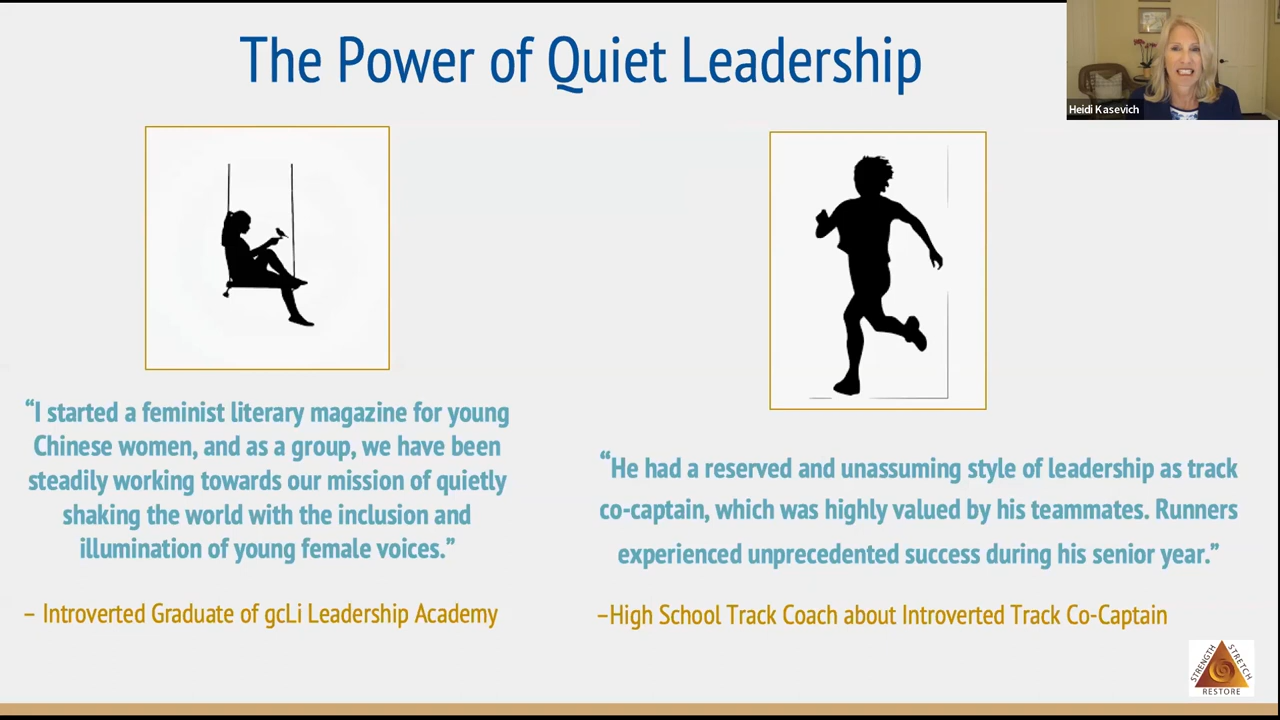 The Power of Quiet Leadership
Heidi Kasevich
“I started a feminist literary magazine for young
Chinese women, and as a group, we have been
steadily working towards our mission of quietly
shaking the world with the inclusion and
illumination of young female voices.”
– Introverted Graduate of gcLi Leadership Academy
“He had a reserved and unassuming style of leadership as track
co-captain, which was highly valued by his teammates. Runners
experienced unprecedented success during his senior year.”
–High School Track Coach about Introverted Track Co-Captain
STRENGTH
STRETCH
RESTORE